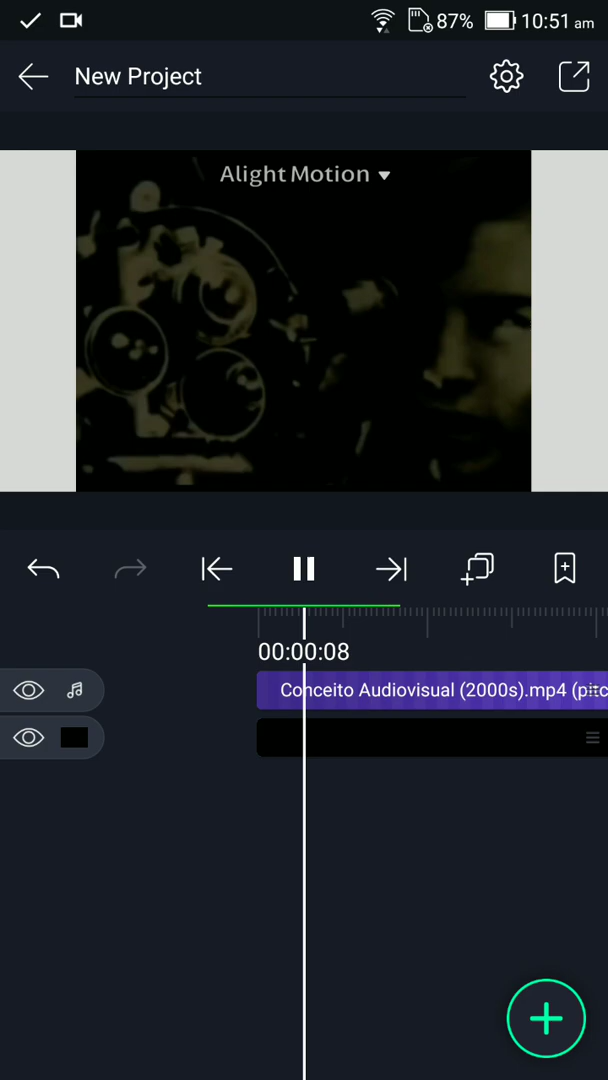 87% 10:51 am
New Project
Alight Motion
00:00:08
Conceito Audiovisual (2000s).mp4 (pitc